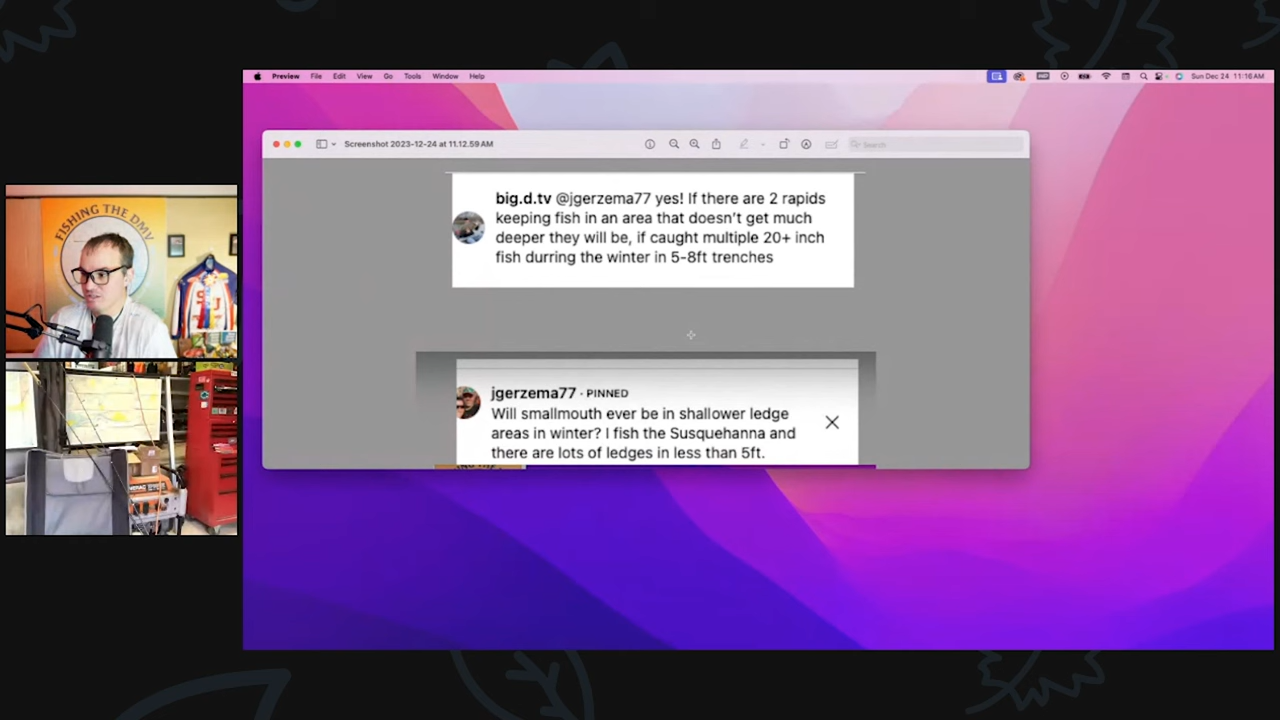 Preview File Edit View Go Tools Window Help
Sun Dec 24 11:16 AM
Screenshot 2023-12-24 at 11.12.59 AM
Search
big.d.tv @jgerzema77 yes! If there are 2 rapids
keeping fish in an area that doesn't get much
deeper they will be, if caught multiple 20+ inch
fish durring the winter in 5-8ft trenches
jgerzema77 · PINNED
Will smallmouth ever be in shallower ledge
areas in winter? I fish the Susquehanna and
there are lots of ledges in less than 5ft.
FISHING THE DMV